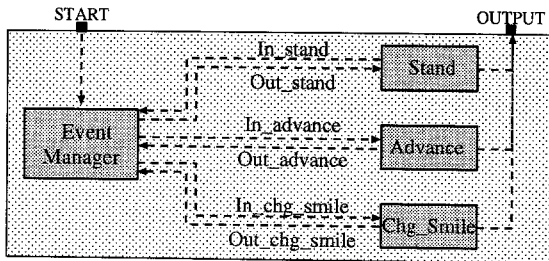 START
OUTPUT
In_stand
Stand
Out_stand
Event
Manager
In_advance
Advance
Out_advance
In_chg_smile
Chg_Smile
Out_chg_smile